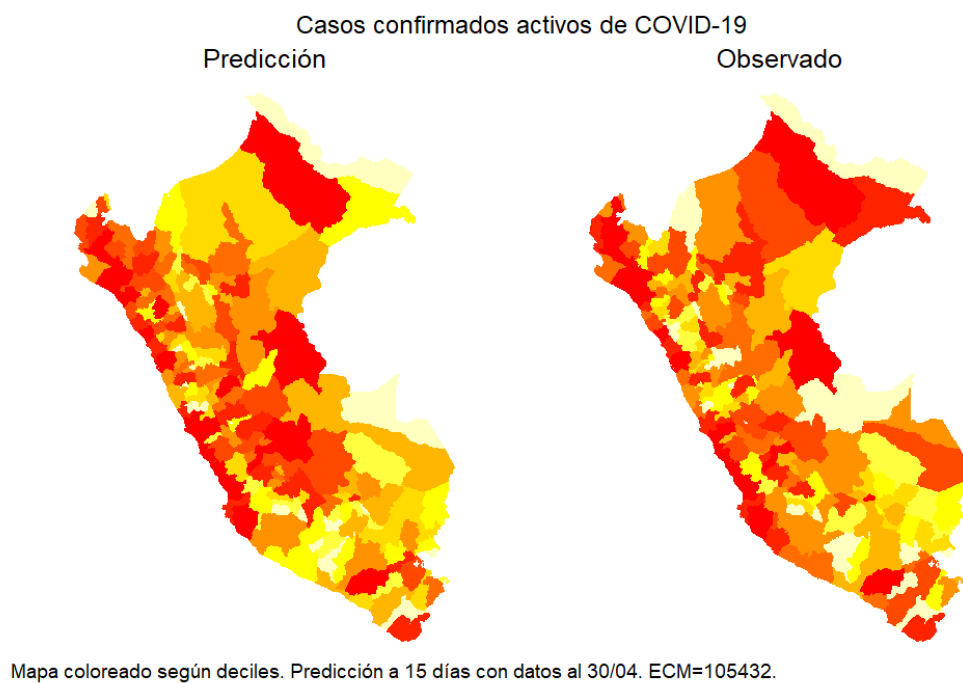 Casos confirmados activos de COVID-19
Predicción
Observado
Mapa coloreado según deciles. Predicción a 15 días con datos al 30/04. ECM=105432.